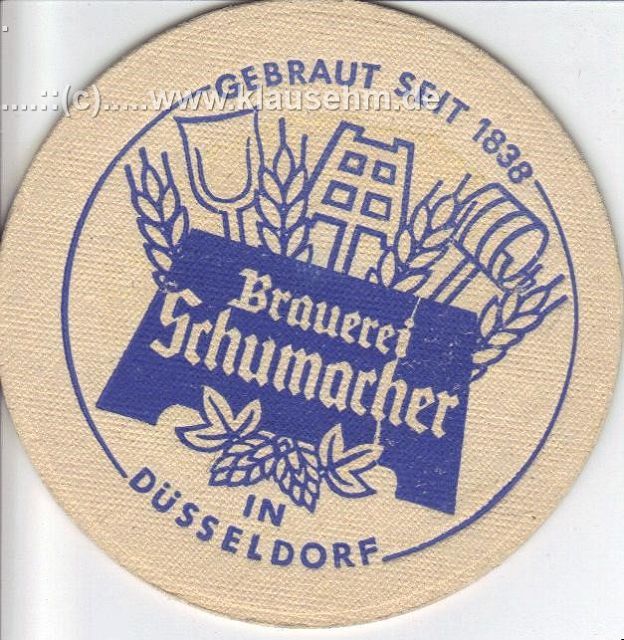 .....::(c).....www.klausehm.de
GEBRAUT SEIT 1838
Brauerei
Schumacher
IN
DÜSSELDORF